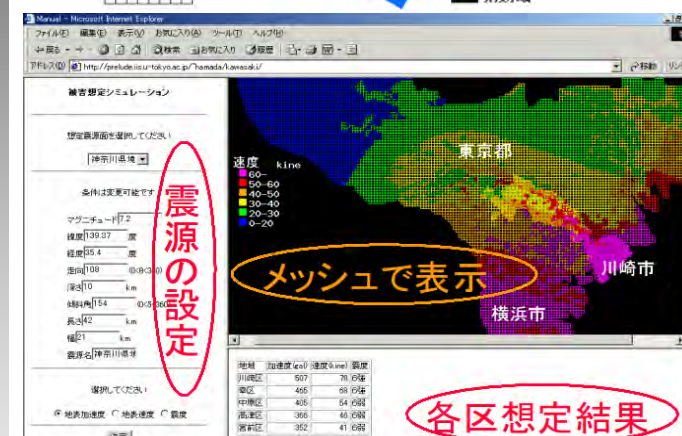 Manual - Microsoft Internet Explorer
ファイル(F) 編集(E) 表示(V) お気に入り(A) ツール(T) ヘルプ(H)
戻る 検索 お気に入り 履歴
アドレス(D) http://prelude.iis.u-tokyo.ac.jp/~hamada/kawasaki/ 移動
被害想定シミュレーション
想定震源面を選択してください
神奈川県境
条件は変更可能です
マグニチュード 7.2
緯度 139.37 度
経度 35.4 度
走向 108
深さ 10 km
傾斜角 154
長さ 42 km
幅 21 km
震源名 神奈川県境
選択してください
地表加速度 地表速度 震度
震源の設定
速度 kine
60-
50-60
40-50
30-40
20-30
0-20
東京都
川崎市
横浜市
メッシュで表示
地域 加速度(gal) 速度(kine) 震度
川崎区 507 78 6強
幸区 465 68 6強
中原区 405 54 6弱
高津区 366 46 6弱
宮前区 352 41 6弱
各区想定結果